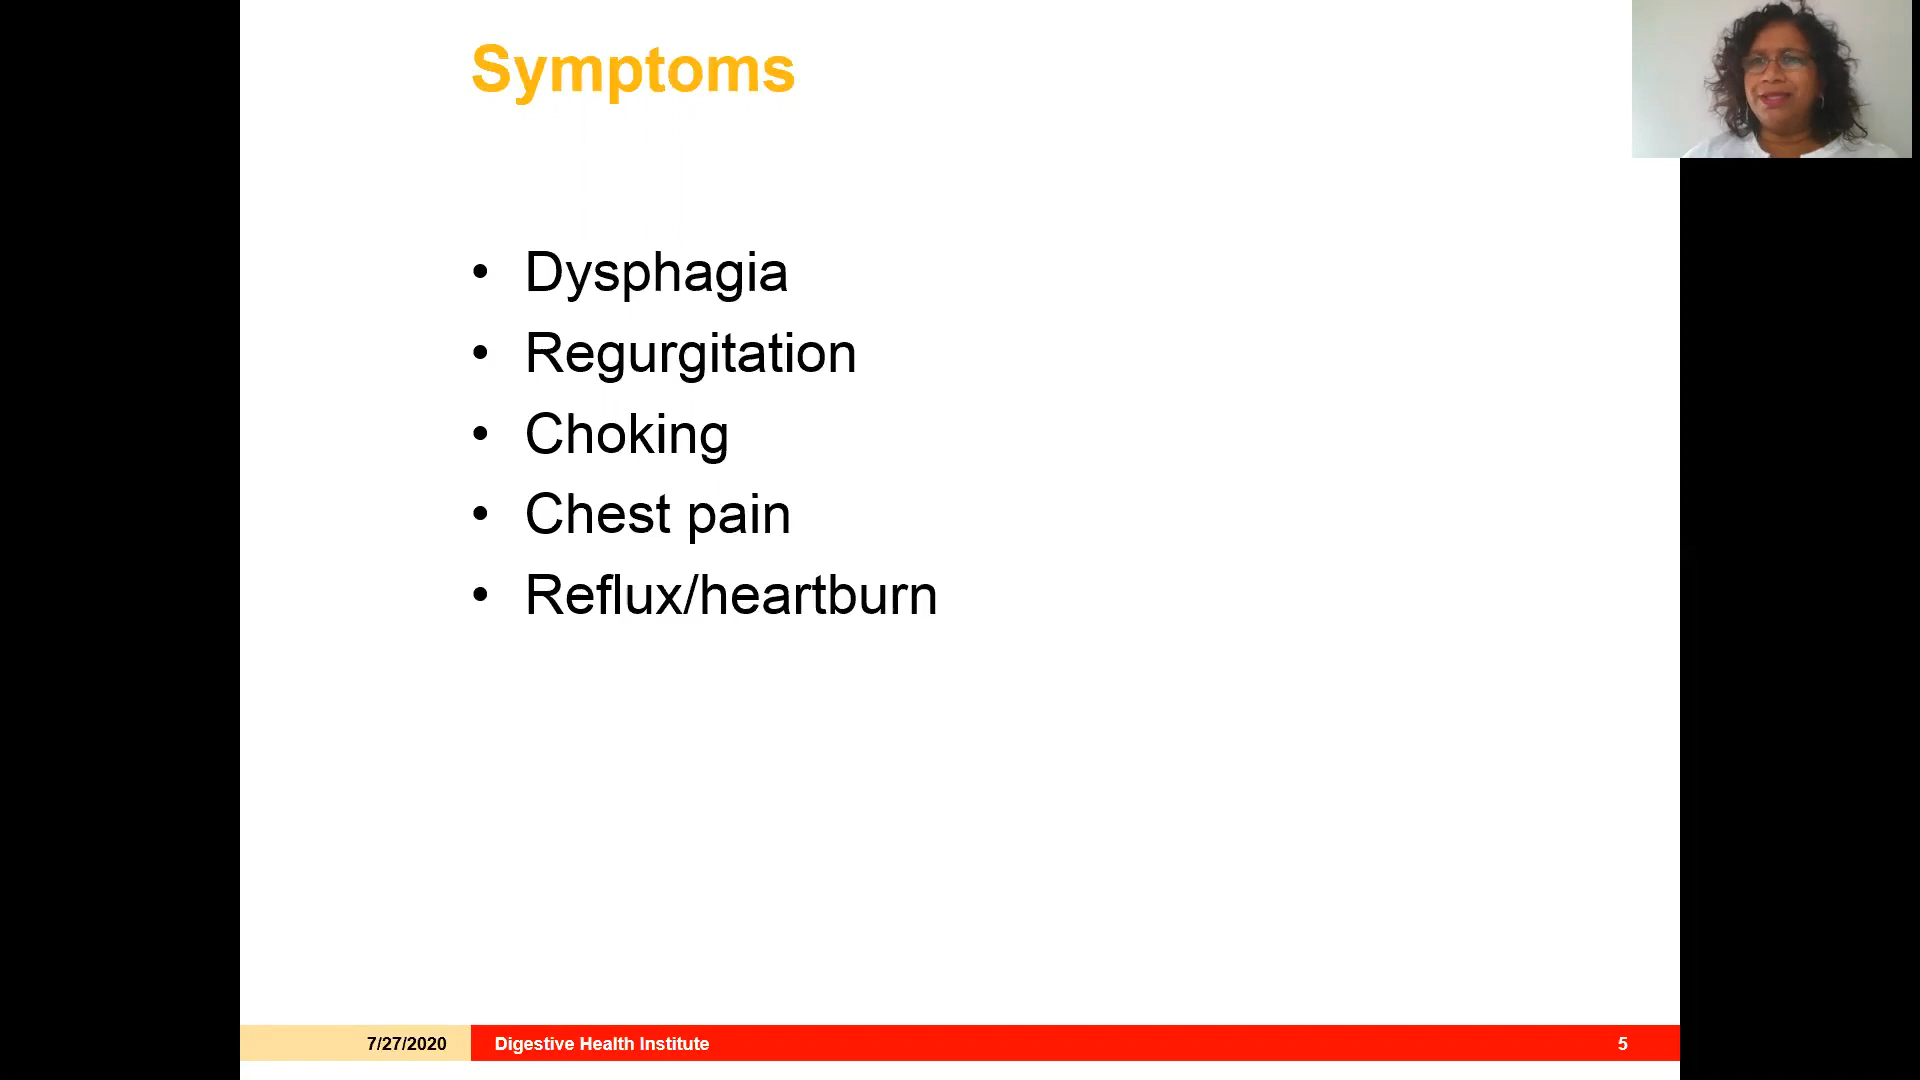 Symptoms
• Dysphagia
• Regurgitation
• Choking
• Chest pain
• Reflux/heartburn
7/27/2020 Digestive Health Institute 5